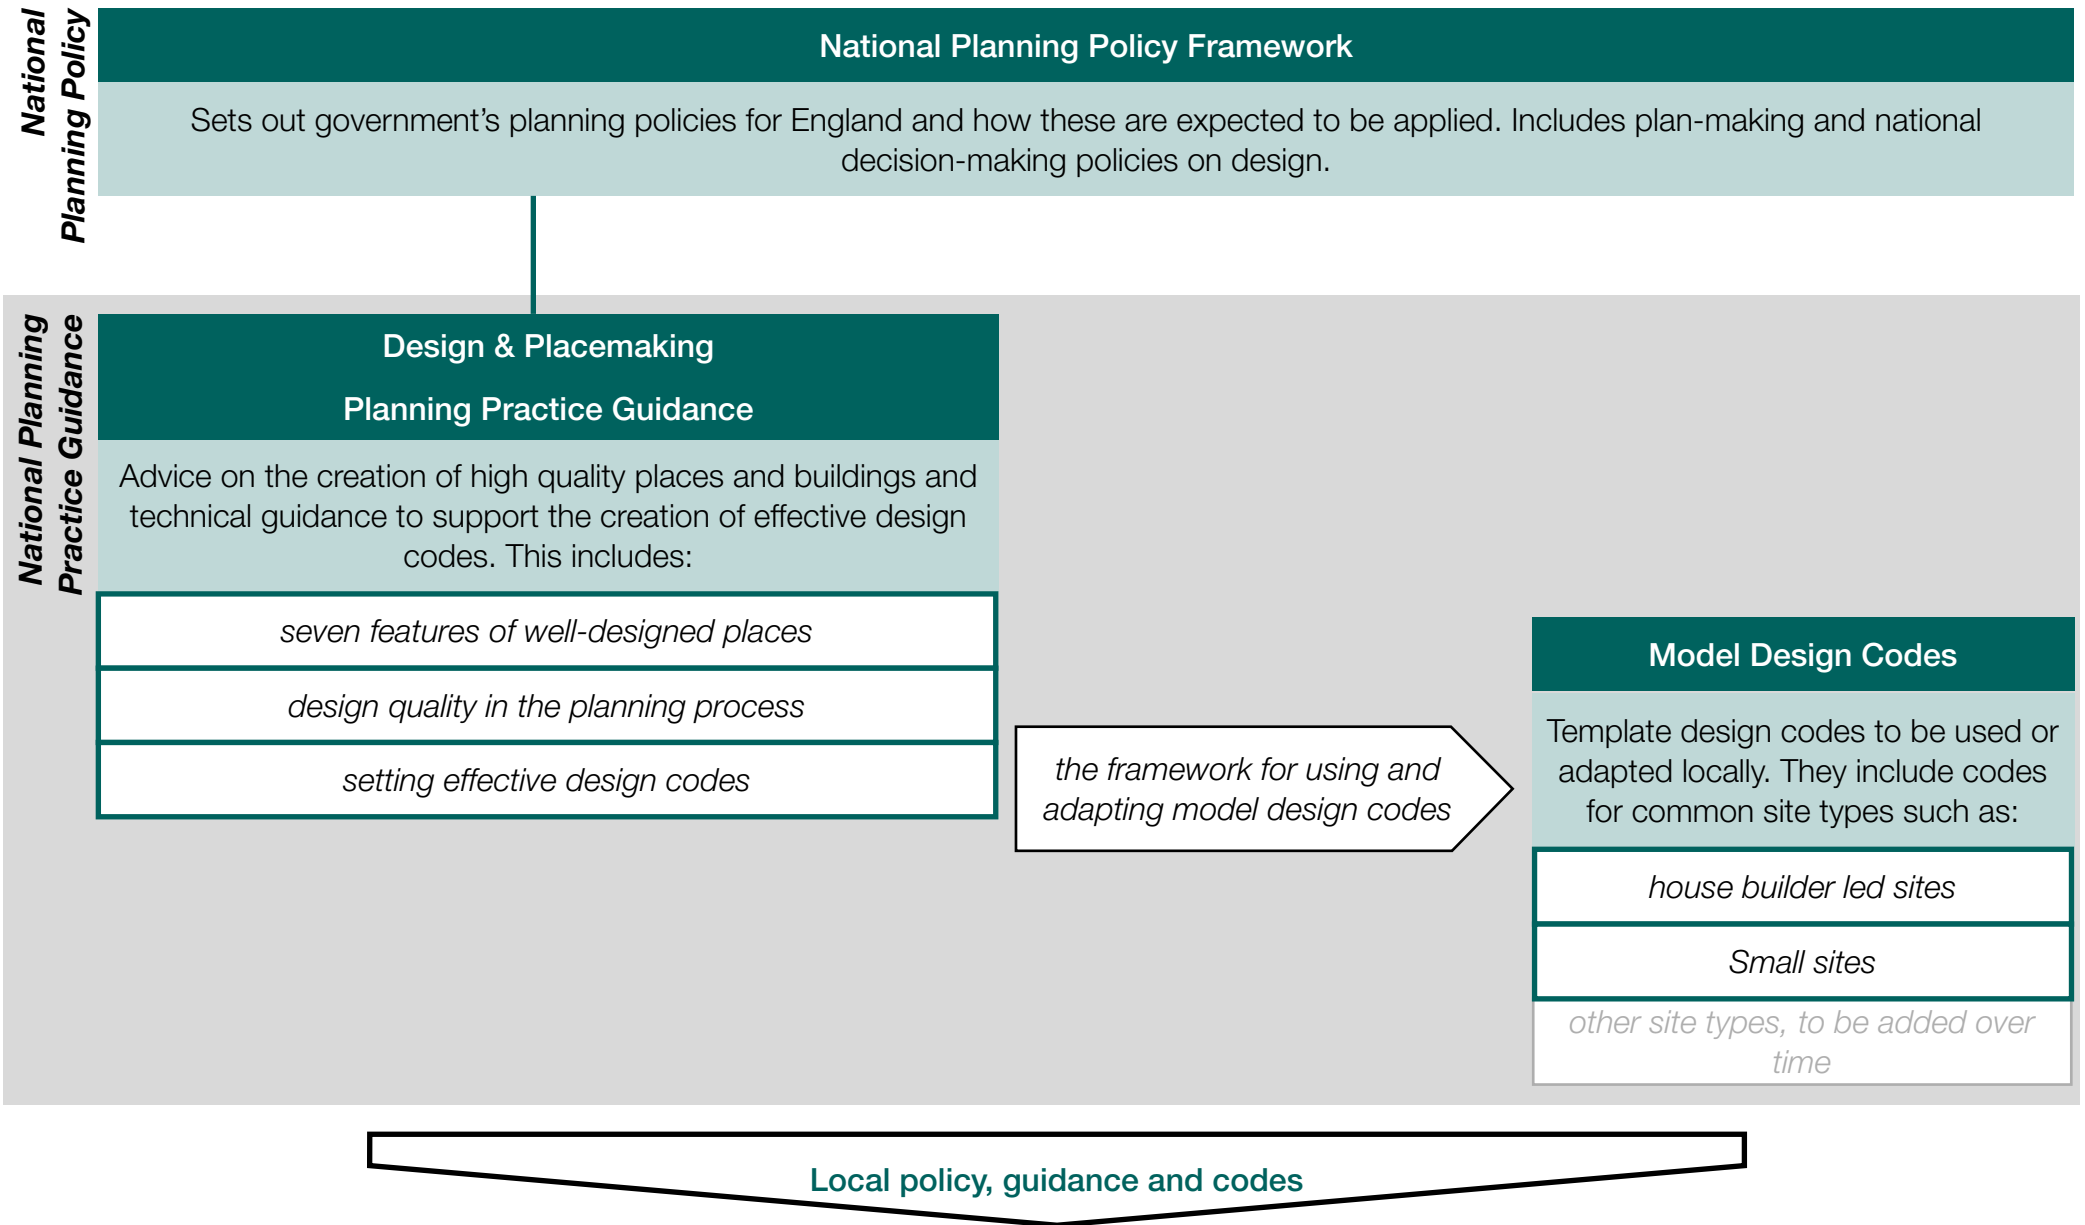 National
Planning Policy
National Planning Policy Framework
Sets out government’s planning policies for England and how these are expected to be applied. Includes plan-making and national
decision-making policies on design.
National Planning
Practice Guidance
Design & Placemaking
Planning Practice Guidance
Advice on the creation of high quality places and buildings and
technical guidance to support the creation of effective design
codes. This includes:
seven features of well-designed places
design quality in the planning process
setting effective design codes
the framework for using and
adapting model design codes
Model Design Codes
Template design codes to be used or
adapted locally. They include codes
for common site types such as:
house builder led sites
Small sites
other site types, to be added over
time
Local policy, guidance and codes